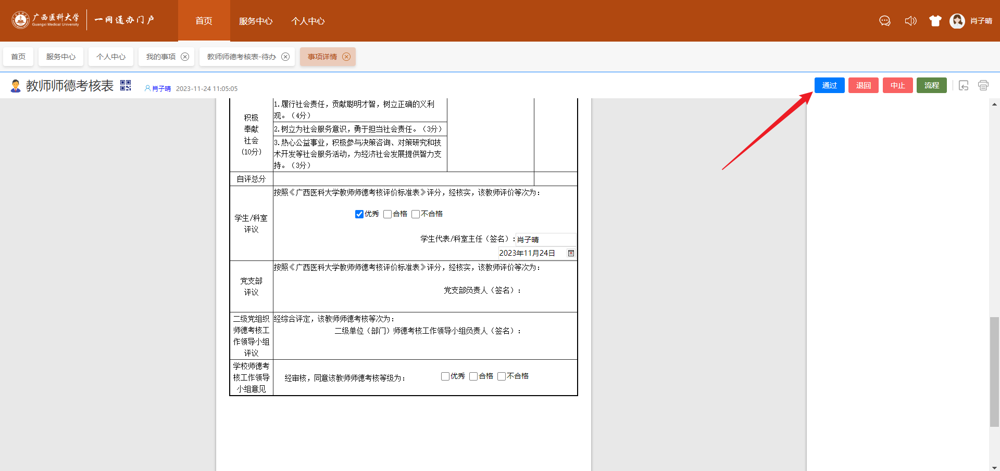 广西医科大学
Guangxi Medical University
一网通办门户
首页
服务中心
个人中心
肖子晴
首页
服务中心
个人中心
我的事项
教师师德考核表-待办
事项详情
教师师德考核表
肖子晴
2023-11-24 11:05:05
通过
退回
中止
流程
积极
奉献
社会
(10分)
1.履行社会责任，贡献聪明才智，树立正确的义利
观。（4分）
2.树立为社会服务意识，勇于担当社会责任。（3分）
3.热心公益事业，积极参与决策咨询、对策研究和技
术开发等社会服务活动，为经济社会发展提供智力支
持。（3分）
自评总分
学生/科室
评议
按照《广西医科大学教师师德考核评价标准表》评分，经核实，该教师评价等次为：
优秀 合格 不合格
学生代表/科室主任（签名）：肖子晴
2023年11月24日
党支部
评议
按照《广西医科大学教师师德考核评价标准表》评分，经核实，该教师评价等次为：
党支部负责人（签名）：
二级党组织
师德考核工
作领导小组
评议
经综合评定，该教师师德考核等次为：
二级单位（部门）师德考核工作领导小组负责人（签名）：
学校师德考
核工作领导
小组意见
经审核，同意该教师师德考核等级为：
优秀 合格 不合格